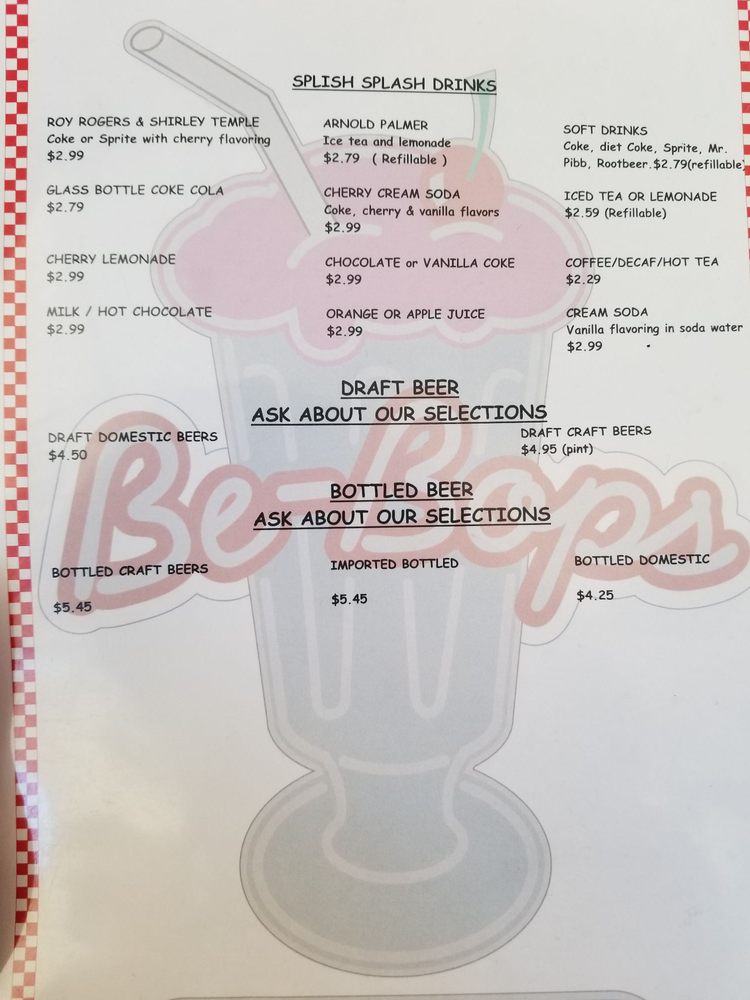 SPLISH SPLASH DRINKS
ROY ROGERS & SHIRLEY TEMPLE
Coke or Sprite with cherry flavoring
$2.99
GLASS BOTTLE COKE COLA
$2.79
CHERRY LEMONADE
$2.99
MILK / HOT CHOCOLATE
$2.99
ARNOLD PALMER
Ice tea and lemonade
$2.79 ( Refillable )
CHERRY CREAM SODA
Coke, cherry & vanilla flavors
$2.99
CHOCOLATE or VANILLA COKE
$2.99
ORANGE OR APPLE JUICE
$2.99
SOFT DRINKS
Coke, diet Coke, Sprite, Mr.
Pibb, Rootbeer.$2.79(refillable)
ICED TEA OR LEMONADE
$2.59 (Refillable)
COFFEE/DECAF/HOT TEA
$2.29
CREAM SODA
Vanilla flavoring in soda water
$2.99
DRAFT BEER
ASK ABOUT OUR SELECTIONS
DRAFT DOMESTIC BEERS
$4.50
DRAFT CRAFT BEERS
$4.95 (pint)
Be-Bops
BOTTLED BEER
ASK ABOUT OUR SELECTIONS
BOTTLED CRAFT BEERS
$5.45
IMPORTED BOTTLED
$5.45
BOTTLED DOMESTIC
$4.25